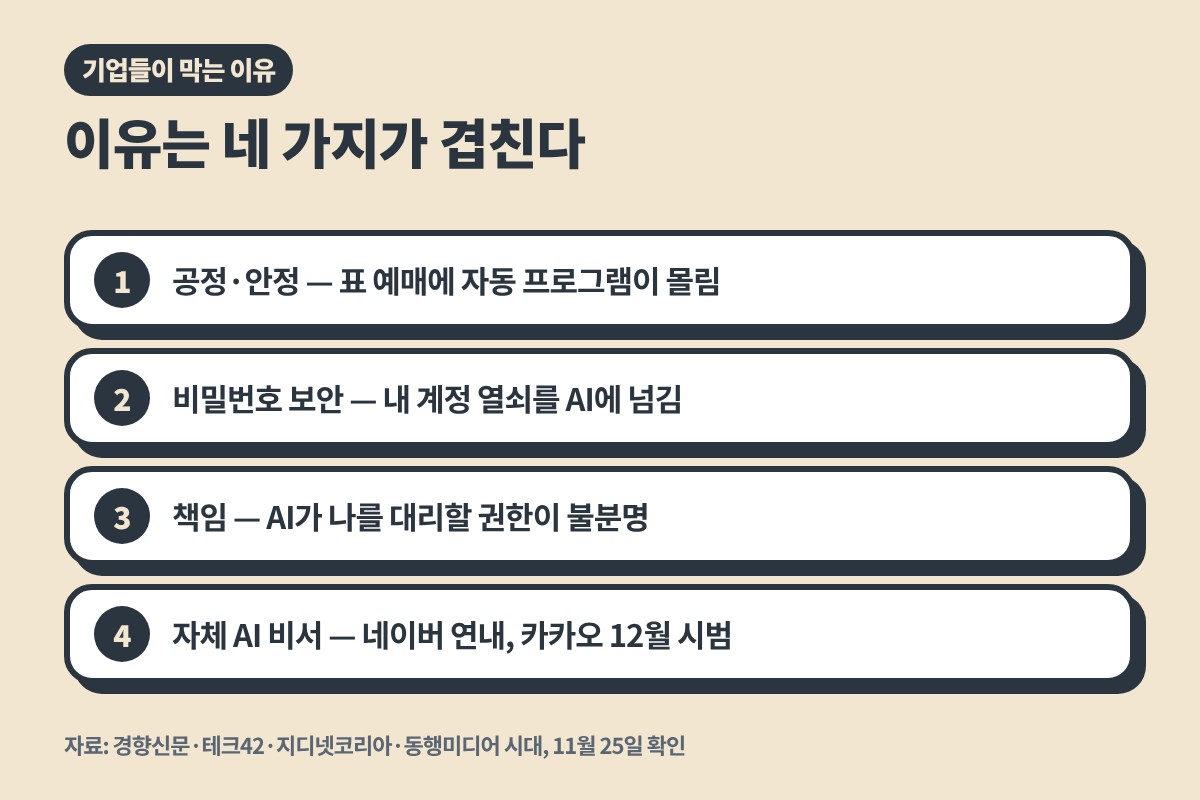 기업들이 막는 이유
이유는 네 가지가 겹친다
1 공정·안정 — 표 예매에 자동 프로그램이 몰림
2 비밀번호 보안 — 내 계정 열쇠를 AI에 넘김
3 책임 — AI가 나를 대리할 권한이 불분명
4 자체 AI 비서 — 네이버 연내, 카카오 12월 시범
자료: 경향신문·테크42·지디넷코리아·동행미디어 시대, 11월 25일 확인